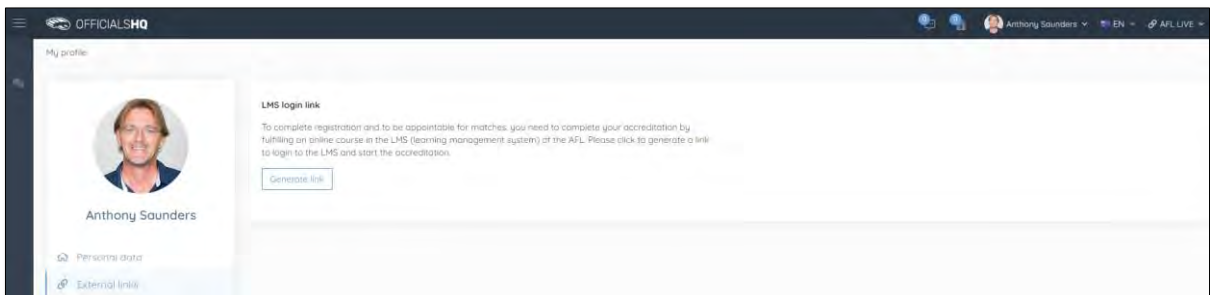 OFFICIALSHQ
Anthony Saunders
EN
AFL LIVE
My profile
LMS login link
To complete registration and to be appointable for matches, you need to complete your accreditation by
fulfilling an online course in the LMS (learning management system) of the AFL. Please click to generate a link
to login to the LMS and start the accreditation.
Generate link
Anthony Saunders
Personal data
External links